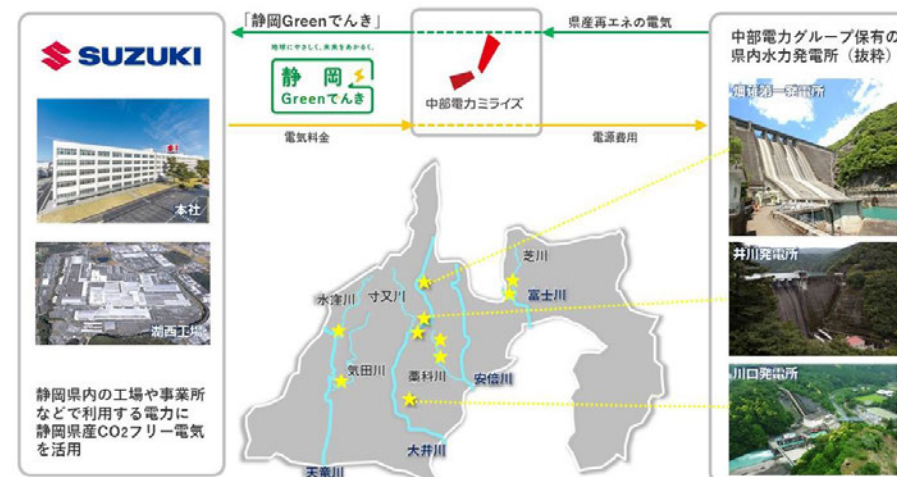 「静岡Greenでんき」
県産再エネの電気
SUZUKI
地球にやさしく、未来をあかるく。
静岡
Greenでんき
中部電力ミライズ
中部電力グループ保有の
県内水力発電所（抜粋）
電気料金
電源費用
本社
湖西工場
静岡県内の工場や事業所
などで利用する電力に
静岡県産CO2フリー電気
を活用
畑薙第一発電所
井川発電所
川口発電所
芝川
富士川
水窪川
寸又川
気田川
藁科川
安倍川
大井川
天竜川